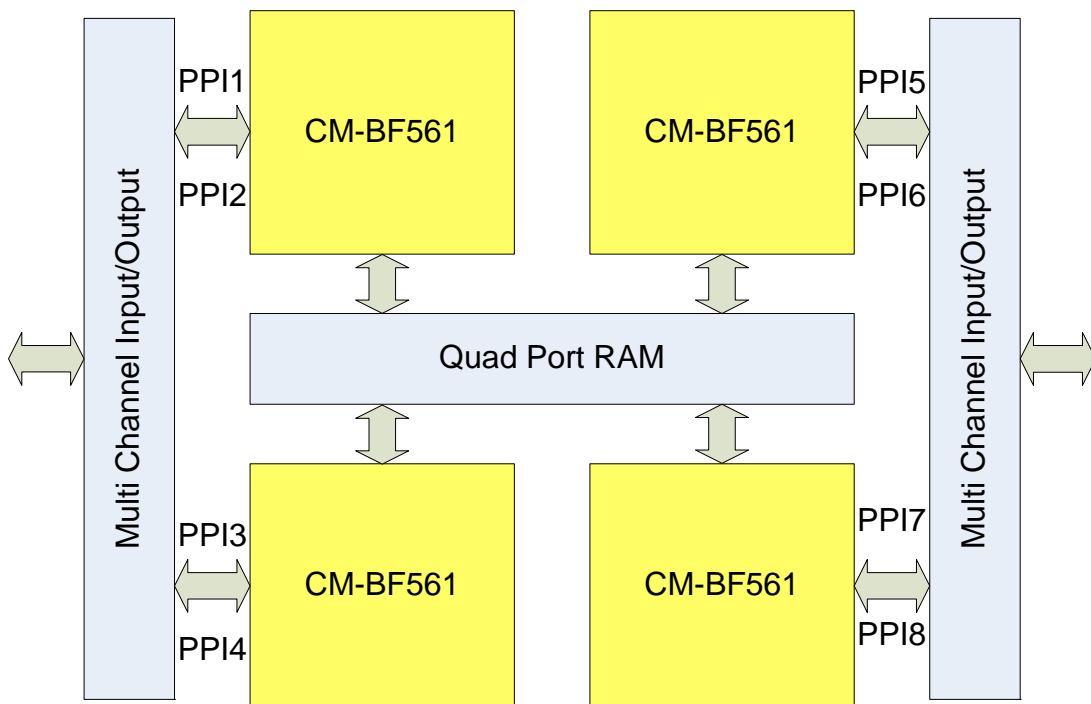 PPI1
CM-BF561
PPI2
CM-BF561
PPI5
PPI6
Multi Channel Input/Output
Quad Port RAM
Multi Channel Input/Output
PPI3
CM-BF561
PPI4
CM-BF561
PPI7
PPI8